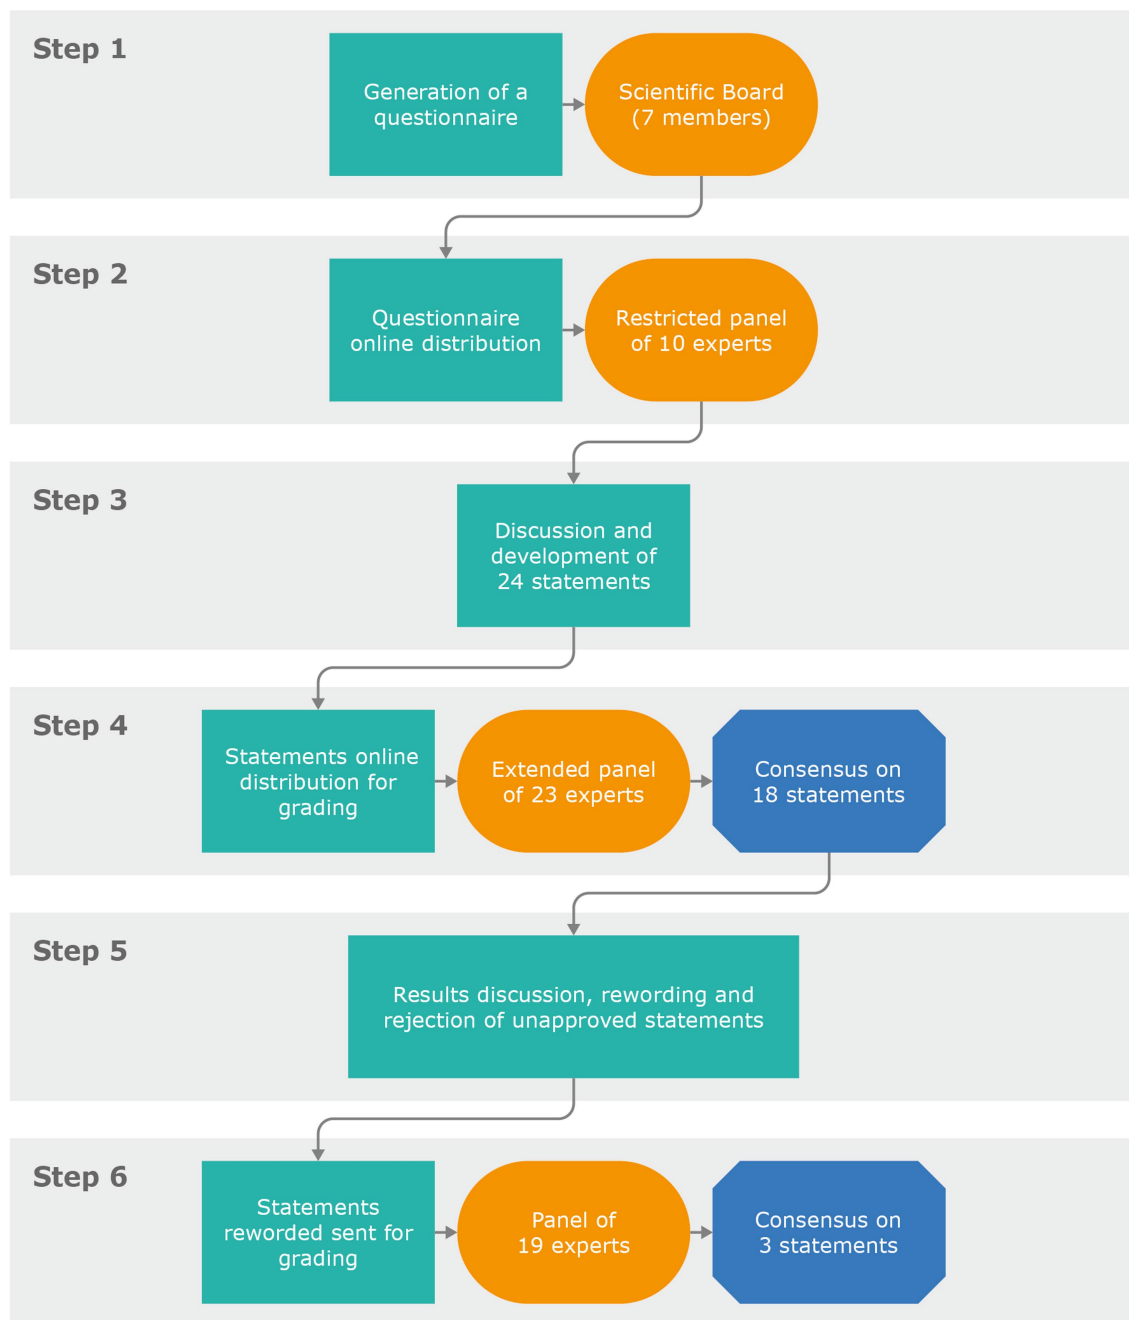 Step 1
Generation of a
questionnaire
Scientific Board
(7 members)
Step 2
Questionnaire
online distribution
Restricted panel
of 10 experts
Step 3
Discussion and
development of
24 statements
Step 4
Statements online
distribution for
grading
Extended panel
of 23 experts
Consensus on
18 statements
Step 5
Results discussion, rewording and
rejection of unapproved statements
Step 6
Statements
reworded sent for
grading
Panel of
19 experts
Consensus on
3 statements